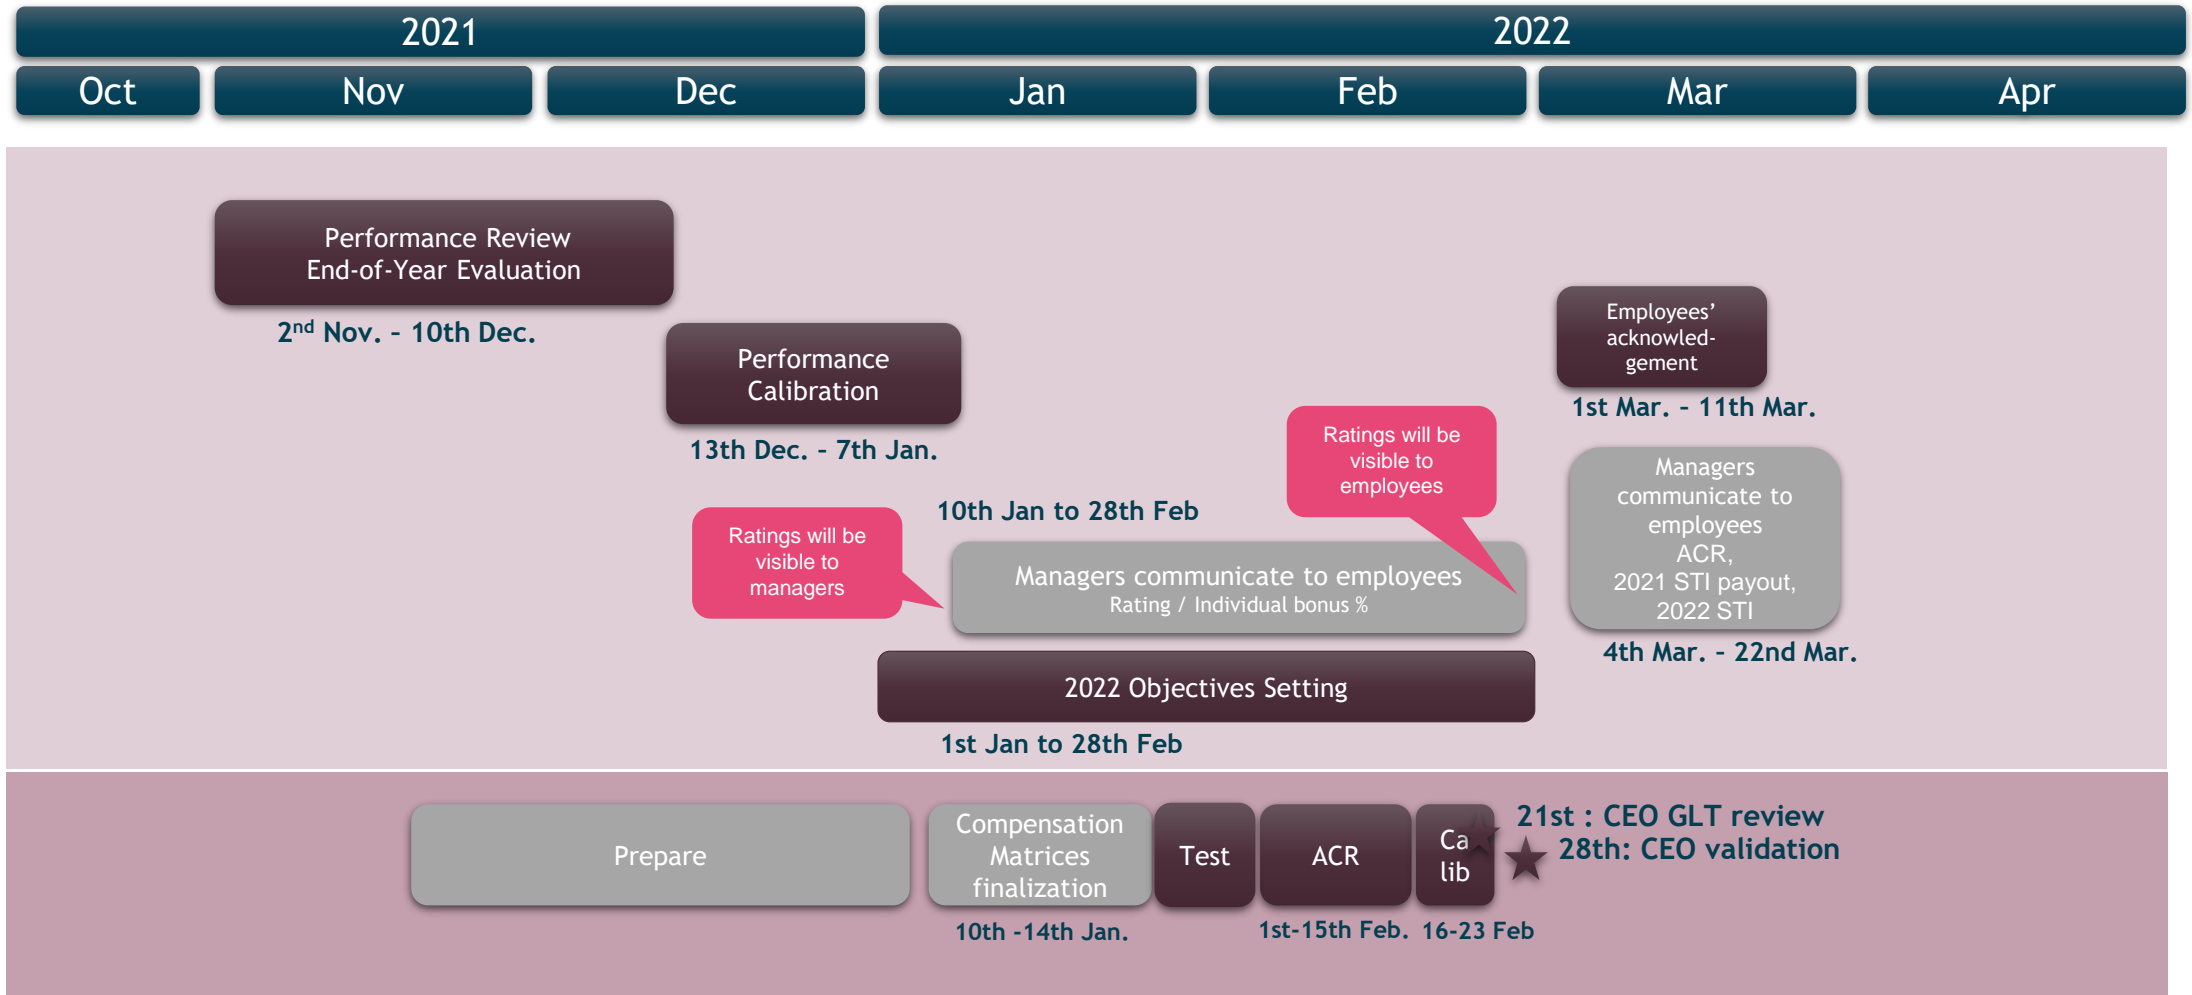 2021
2022
Oct
Nov
Dec
Jan
Feb
Mar
Apr
Performance Review
End-of-Year Evaluation
2nd Nov. – 10th Dec.
Performance
Calibration
13th Dec. – 7th Jan.
Employees’
acknowled-
gement
1st Mar. – 11th Mar.
Ratings will be
visible to
employees
Ratings will be
visible to
managers
10th Jan to 28th Feb
Managers communicate to employees
Rating / Individual bonus %
Managers
communicate to
employees
ACR,
2021 STI payout,
2022 STI
4th Mar. – 22nd Mar.
2022 Objectives Setting
1st Jan to 28th Feb
Prepare
Compensation
Matrices
finalization
10th -14th Jan.
Test
ACR
1st-15th Feb.
Ca
lib
16-23 Feb
21st : CEO GLT review
28th: CEO validation